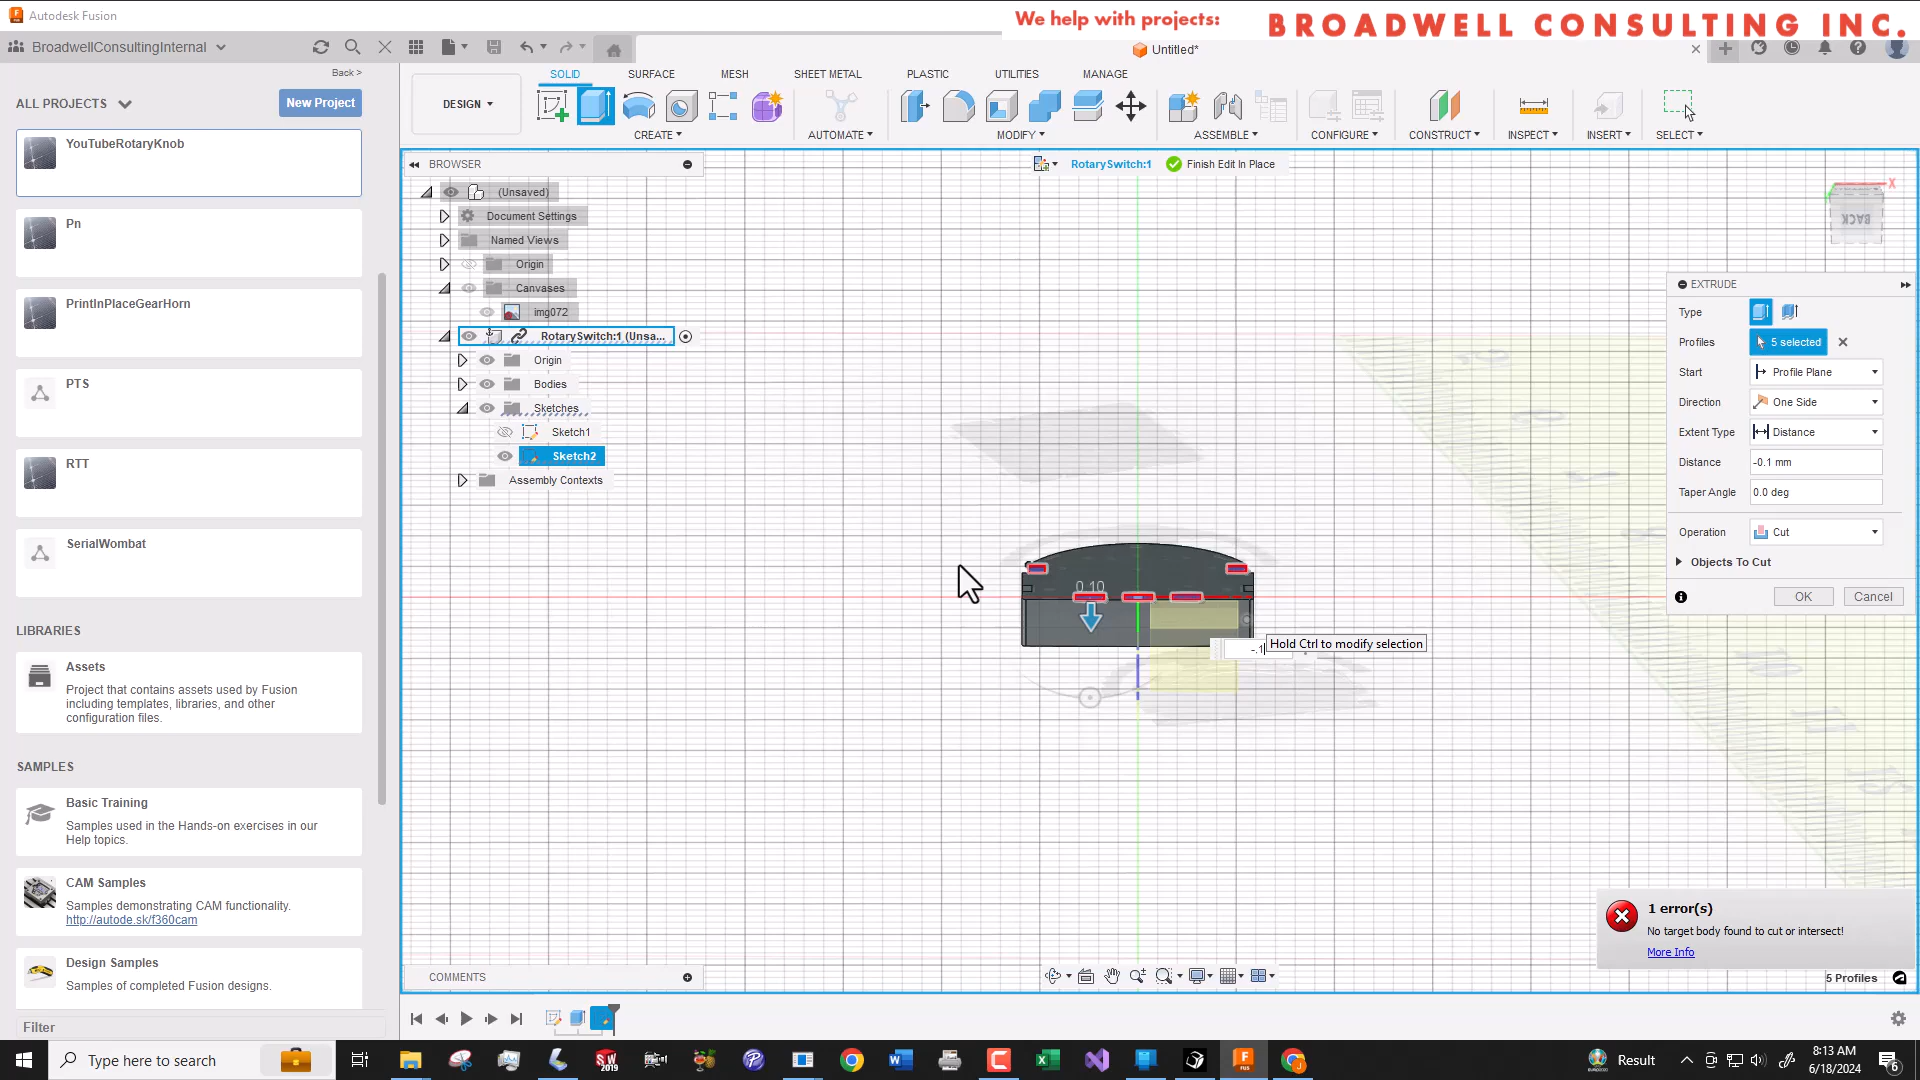 Autodesk Fusion
We help with projects:
BROADWELL CONSULTING INC.
BroadwellConsultingInternal
Untitled*
Back >
ALL PROJECTS
New Project
YouTubeRotaryKnob
Pn
PrintInPlaceGearHorn
PTS
RTT
SerialWombat
LIBRARIES
Assets
Project that contains assets used by Fusion
including templates, libraries, and other
configuration files.
SAMPLES
Basic Training
Samples used in the Hands-on exercises in our
Help topics.
CAM Samples
Samples demonstrating CAM functionality.
http://autode.sk/f360cam
Design Samples
Samples of completed Fusion designs.
Filter
DESIGN
SOLID
SURFACE
MESH
SHEET METAL
PLASTIC
UTILITIES
MANAGE
CREATE
AUTOMATE
MODIFY
ASSEMBLE
CONFIGURE
CONSTRUCT
INSPECT
INSERT
SELECT
BROWSER
RotarySwitch:1
Finish Edit In Place
(Unsaved)
Document Settings
Named Views
Origin
Canvases
img072
RotarySwitch:1 (Unsa...
Origin
Bodies
Sketches
Sketch1
Sketch2
Assembly Contexts
X
BACK
0.10
-.1
Hold Ctrl to modify selection
EXTRUDE
Type
Profiles
5 selected
Start
Profile Plane
Direction
One Side
Extent Type
Distance
Distance
-0.1 mm
Taper Angle
0.0 deg
Operation
Cut
Objects To Cut
OK
Cancel
1 error(s)
No target body found to cut or intersect!
More Info
5 Profiles
COMMENTS
Type here to search
SW
2019
FUS
Result
8:13 AM
6/18/2024
6